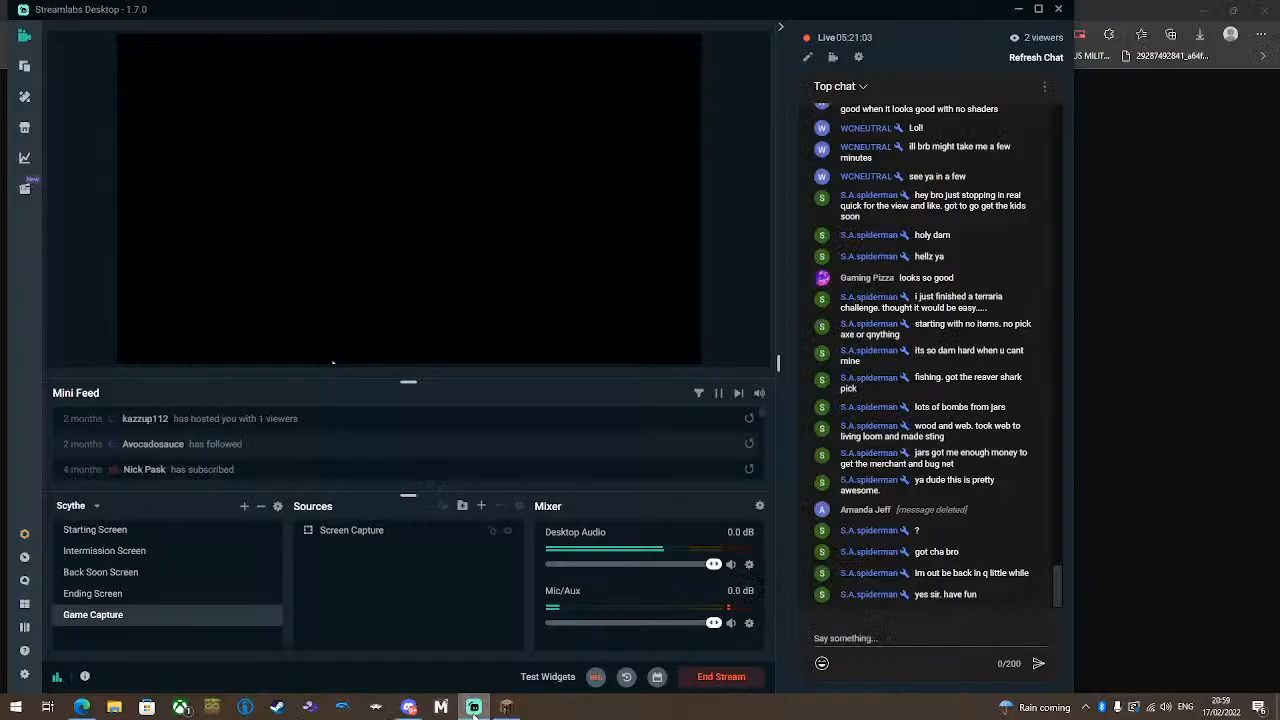 Streamlabs Desktop - 1.7.0
Live 05:21:03
2 viewers
Refresh Chat
US MILIT...
29287492841_a64f...
Top chat
good when it looks good with no shaders
WCNEUTRAL Lol!
WCNEUTRAL ill brb might take me a few
minutes
WCNEUTRAL see ya in a few
S.A.spiderman hey bro just stopping in real
quick for the view and like. got to go get the kids
soon
S.A.spiderman holy dam
S.A.spiderman hellz ya
Gaming Pizza looks so good
S.A.spiderman i just finished a terraria
challenge. thought it would be easy.....
S.A.spiderman starting with no items. no pick
axe or qnything
S.A.spiderman its so dam hard when u cant
mine
S.A.spiderman fishing. got the reaver shark
pick
S.A.spiderman lots of bombs from jars
S.A.spiderman wood and web. took web to
living loom and made sting
S.A.spiderman jars got me enough money to
get the merchant and bug net
S.A.spiderman ya dude this is pretty
awesome.
Amanda Jeff [message deleted]
S.A.spiderman ?
S.A.spiderman got cha bro
S.A.spiderman Im out be back in q little while
S.A.spiderman yes sir. have fun
Say something...
0/200
New
Mini Feed
2 months kazzup112 has hosted you with 1 viewers
2 months Avocadosauce has followed
4 months Nick Pask has subscribed
Scythe
Starting Screen
Intermission Screen
Back Soon Screen
Ending Screen
Game Capture
Sources
Screen Capture
Mixer
Desktop Audio 0.0 dB
Mic/Aux 0.0 dB
Test Widgets
REC
End Stream
Rain coming
20:59
17/02/2022